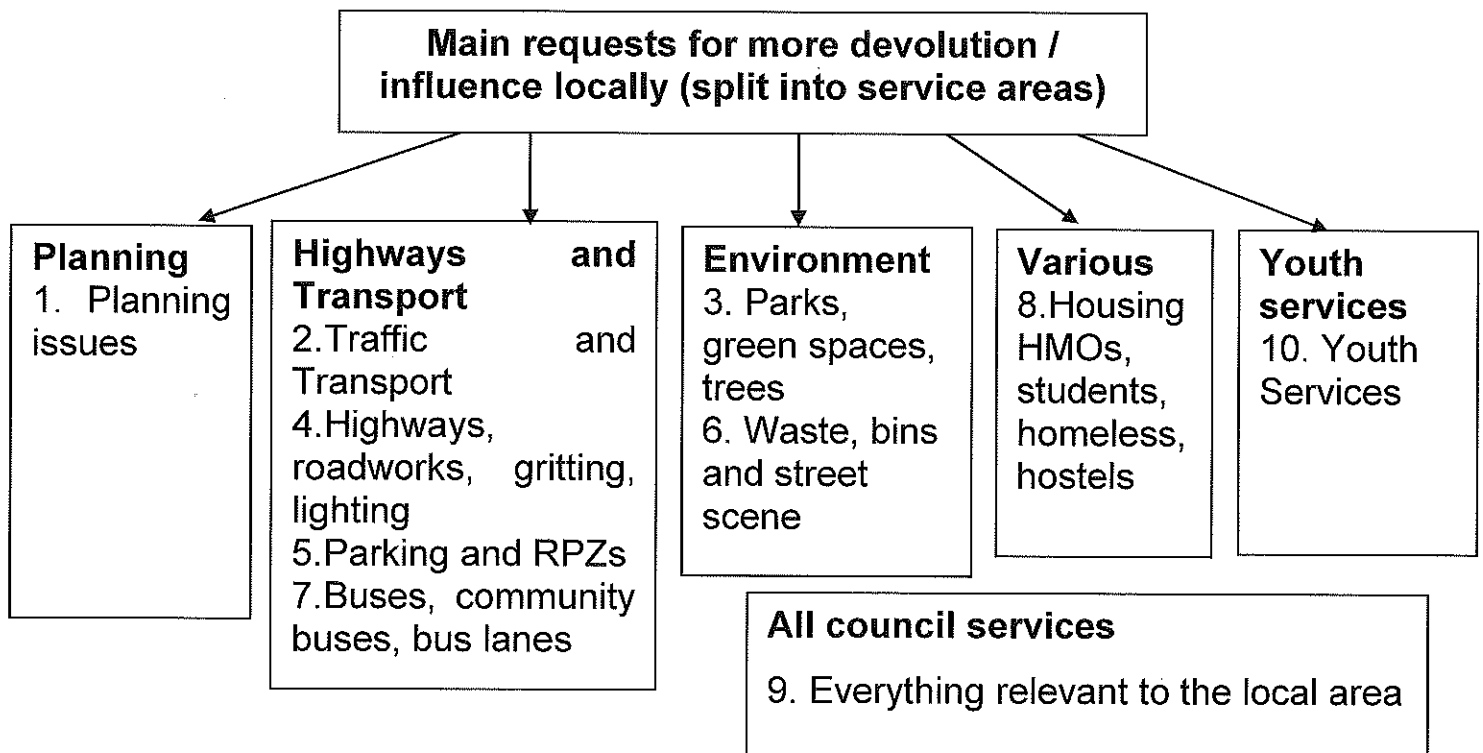 Main requests for more devolution /
influence locally (split into service areas)
Planning
1. Planning
issues
Highways and
Transport
2.Traffic and
Transport
4.Highways,
roadworks, gritting,
lighting
5.Parking and RPZs
7.Buses, community
buses, bus lanes
Environment
3. Parks,
green spaces,
trees
6. Waste, bins
and street
scene
Various
8.Housing
HMOs,
students,
homeless,
hostels
Youth
services
10. Youth
Services
All council services
9. Everything relevant to the local area